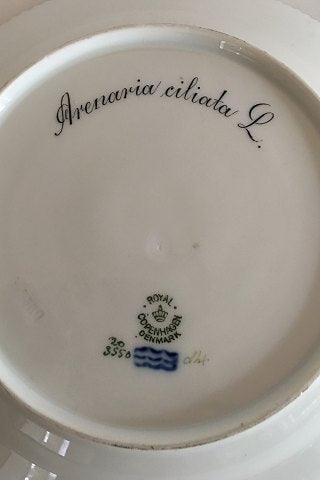 Arenaria ciliata L.
ROYAL
COPENHAGEN
DENMARK
20
3550